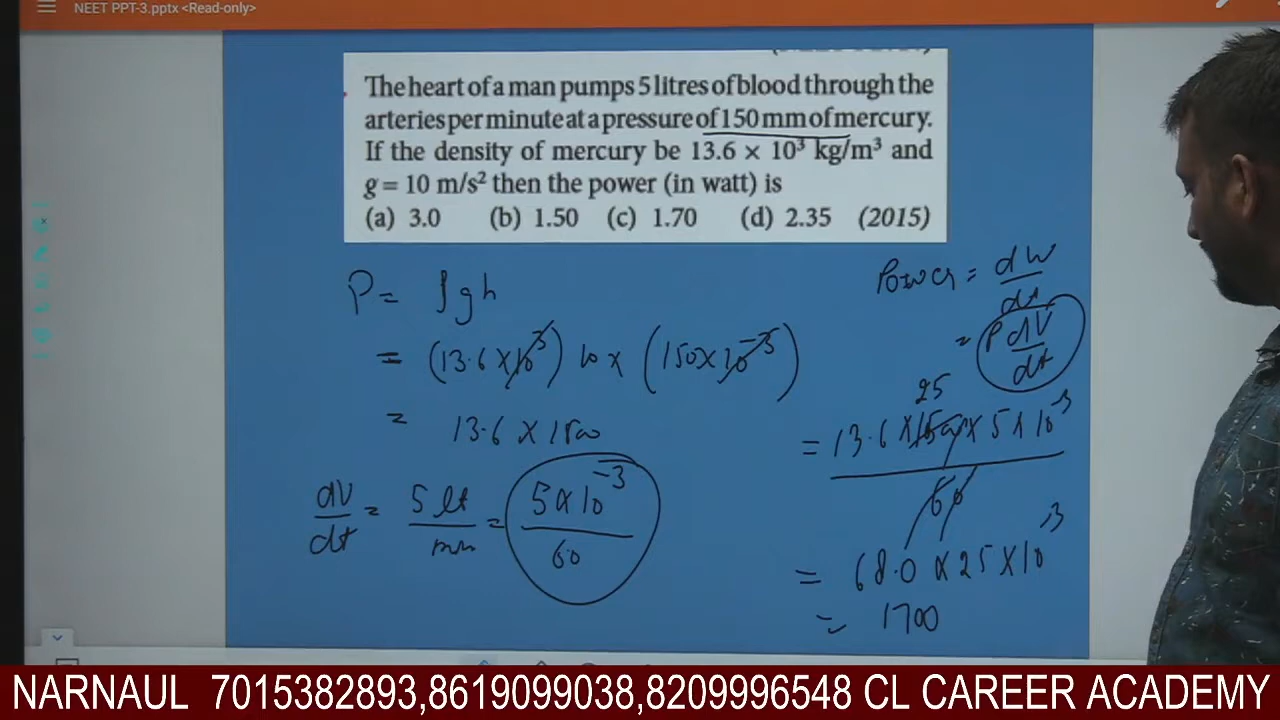 NEET PPT-3.pptx <Read-only>
The heart of a man pumps 5 litres of blood through the
arteries per minute at a pressure of 150 mm of mercury.
If the density of mercury be 13.6 × 10³ kg/m³ and
g = 10 m/s² then the power (in watt) is
(a) 3.0 (b) 1.50 (c) 1.70 (d) 2.35 (2015)
P = ρgh
= (13.6 × 10³) 10 × (150 × 10⁻³)
= 13.6 × 1500
dV/dt = 5 lt/min = 5 × 10⁻³/60
Power = dW/dt
= P dV/dt
25
= 13.6 × 1500 × 5 × 10⁻³/60
= 68.0 × 25 × 10⁻³
= 1700
NARNAUL 7015382893,8619099038,8209996548 CL CAREER ACADEMY